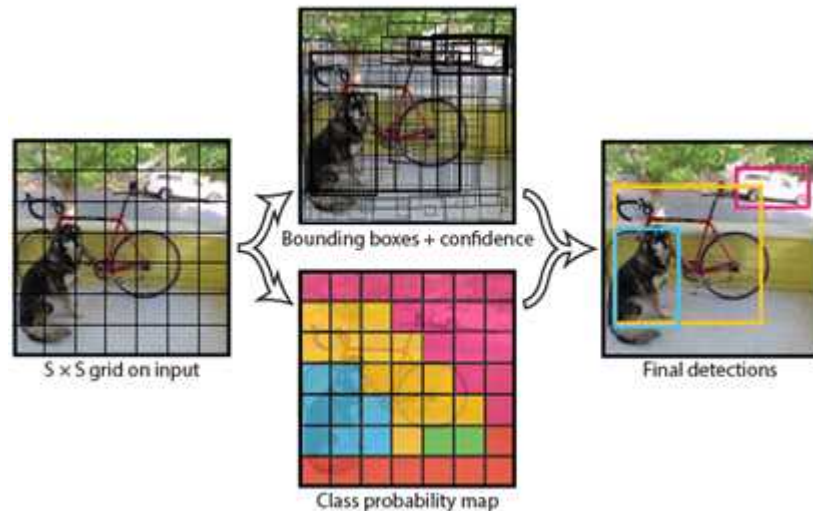 S × S grid on input
Bounding boxes + confidence
Class probability map
Final detections